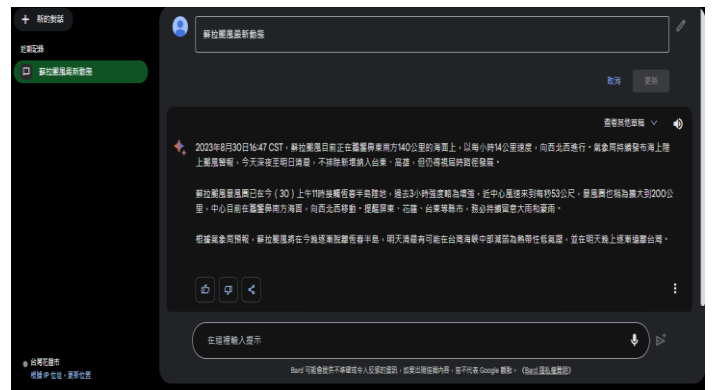 新的對話
近期記錄
蘇拉颱風最新動態
蘇拉颱風最新動態
取消 更新
查看其他草稿
2023年8月30日16:47 CST,蘇拉颱風目前正在鵝鑾鼻東南方140公里的海面上,以每小時14公里速度,向西北西進行。氣象局持續發布海上陸
上颱風警報,今天深夜至明日清晨,不排除新增納入台東、高雄,但仍得視屆時路徑發展。
蘇拉颱風暴風圈已在今(30)上午11時接觸恆春半島陸地,過去3小時強度略為增強,近中心風速來到每秒53公尺,暴風圈也稍為擴大到200公
里,中心目前在鵝鑾鼻南方海面,向西北西移動。提醒屏東、花蓮、台東等縣市,務必持續留意大雨和豪雨。
根據氣象局預報,蘇拉颱風將在今晚逐漸脫離恆春半島,明天清晨有可能在台灣海峽中部減弱為熱帶性低氣壓,並在明天晚上逐漸遠離台灣。
在這裡輸入提示
Bard 可能會提供不準確或令人反感的資訊,如果出現這類內容,皆不代表 Google 觀點。《Bard 隱私權聲明》
台灣花蓮市
根據 IP 位址・更新位置